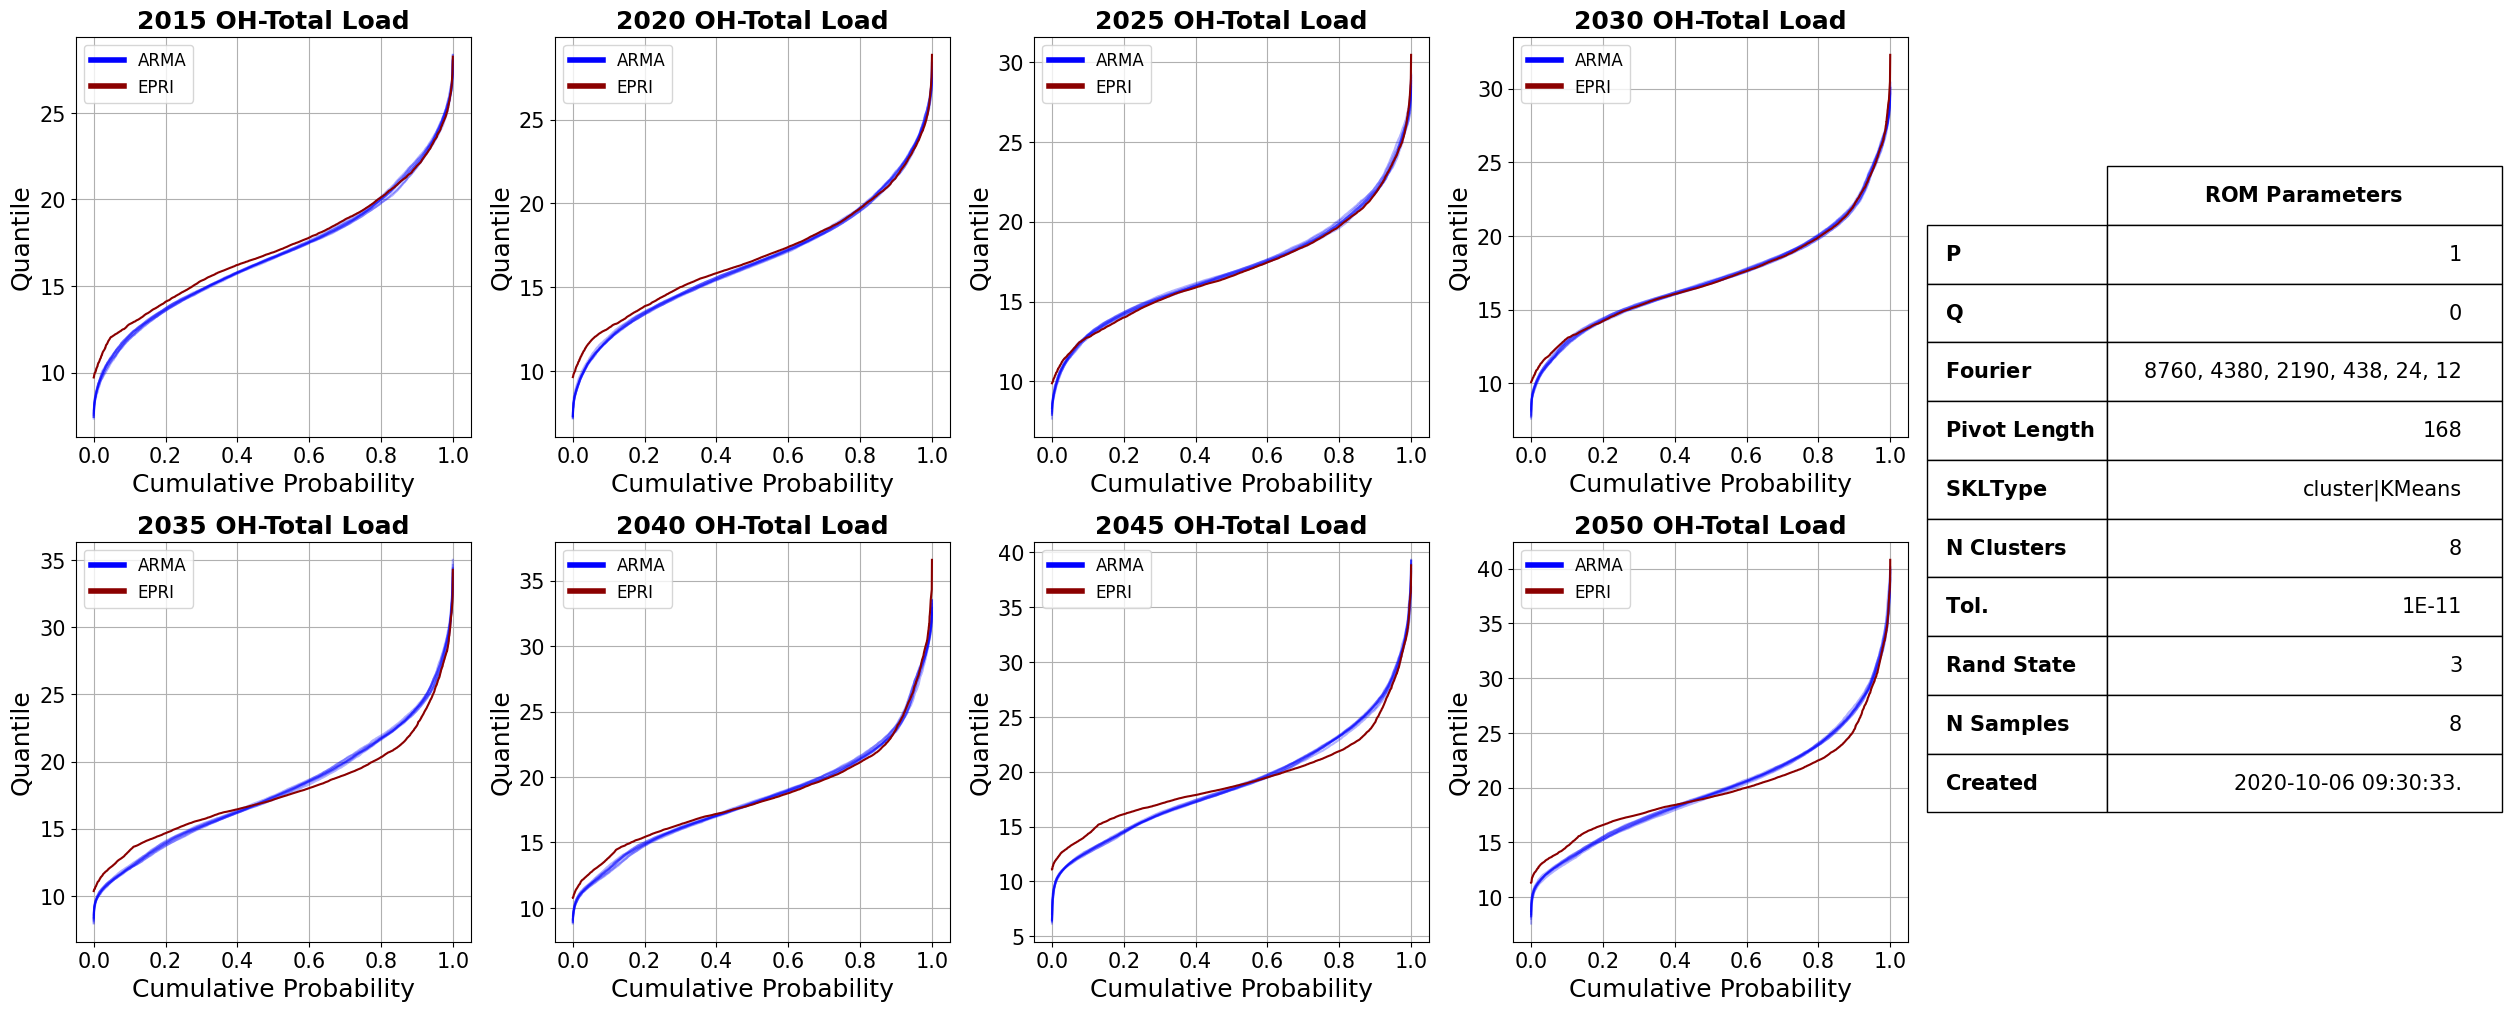 2015 OH-Total Load
ARMA
EPRI
25
20
15
10
0.0 0.2 0.4 0.6 0.8 1.0
Quantile
Cumulative Probability
2020 OH-Total Load
ARMA
EPRI
25
20
15
10
0.0 0.2 0.4 0.6 0.8 1.0
Quantile
Cumulative Probability
2025 OH-Total Load
ARMA
EPRI
30
25
20
15
10
0.0 0.2 0.4 0.6 0.8 1.0
Quantile
Cumulative Probability
2030 OH-Total Load
ARMA
EPRI
30
25
20
15
10
0.0 0.2 0.4 0.6 0.8 1.0
Quantile
Cumulative Probability
2035 OH-Total Load
ARMA
EPRI
35
30
25
20
15
10
0.0 0.2 0.4 0.6 0.8 1.0
Quantile
Cumulative Probability
2040 OH-Total Load
ARMA
EPRI
35
30
25
20
15
10
0.0 0.2 0.4 0.6 0.8 1.0
Quantile
Cumulative Probability
2045 OH-Total Load
ARMA
EPRI
40
35
30
25
20
15
10
5
0.0 0.2 0.4 0.6 0.8 1.0
Quantile
Cumulative Probability
2050 OH-Total Load
ARMA
EPRI
40
35
30
25
20
15
10
0.0 0.2 0.4 0.6 0.8 1.0
Quantile
Cumulative Probability
ROM Parameters
P 1
Q 0
Fourier 8760, 4380, 2190, 438, 24, 12
Pivot Length 168
SKLType cluster|KMeans
N Clusters 8
Tol. 1E-11
Rand State 3
N Samples 8
Created 2020-10-06 09:30:33.